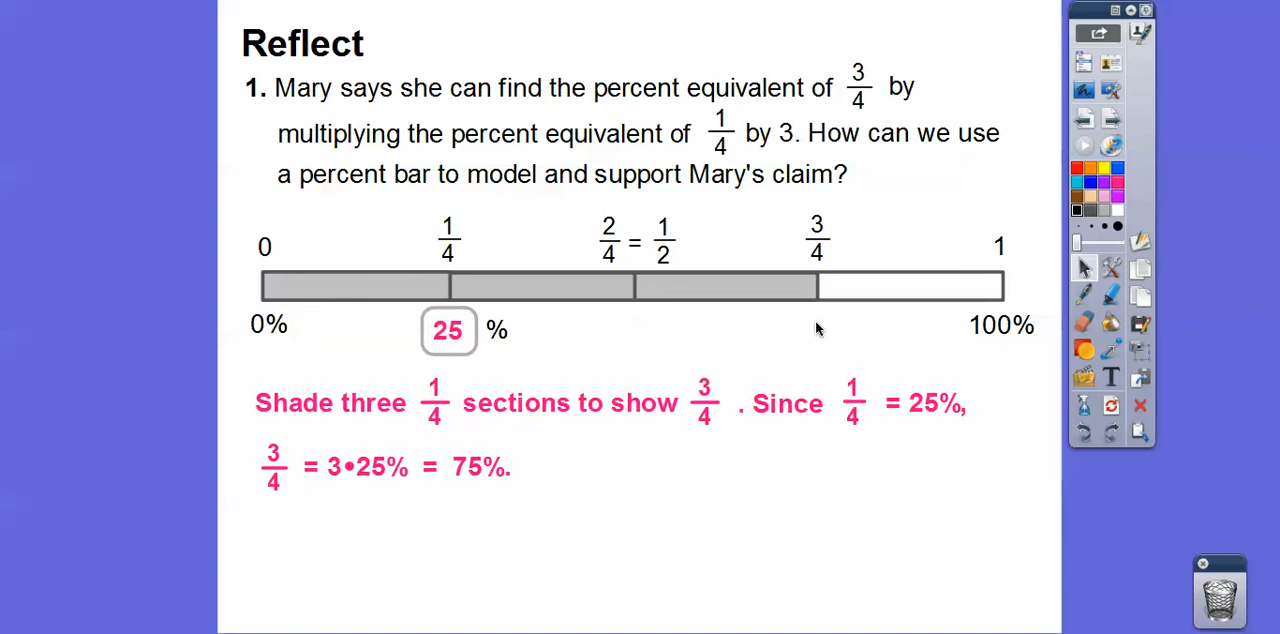 Reflect
1. Mary says she can find the percent equivalent of 3/4 by
multiplying the percent equivalent of 1/4 by 3. How can we use
a percent bar to model and support Mary's claim?
0 1/4 2/4 = 1/2 3/4 1
0% 25 % 100%
Shade three 1/4 sections to show 3/4 . Since 1/4 = 25%,
3/4 = 3•25% = 75%.
T